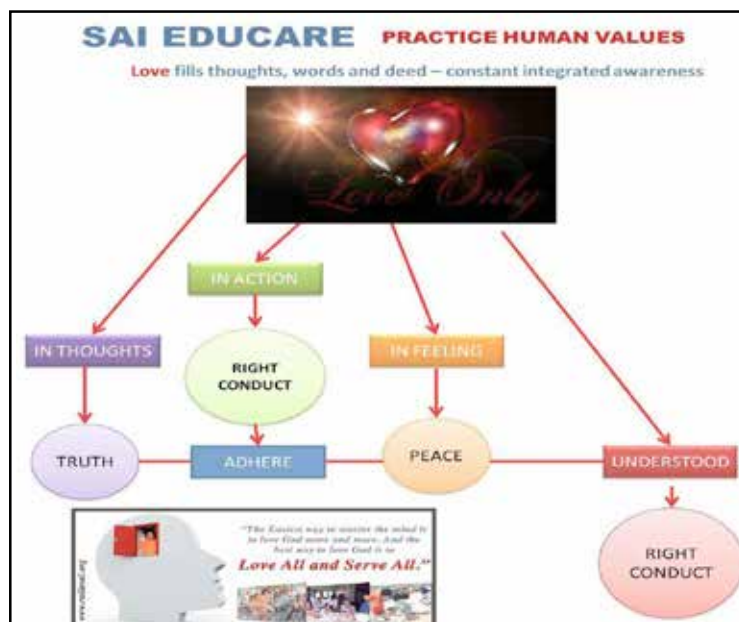 SAI EDUCARE PRACTICE HUMAN VALUES
Love fills thoughts, words and deed – constant integrated awareness
Love Only
IN ACTION
IN THOUGHTS
IN FEELING
RIGHT
CONDUCT
TRUTH
ADHERE
PEACE
UNDERSTOOD
RIGHT
CONDUCT
"The Easiest way to master the mind is
to love God more and more. And the
best way to love God is to
Love All and Serve All."